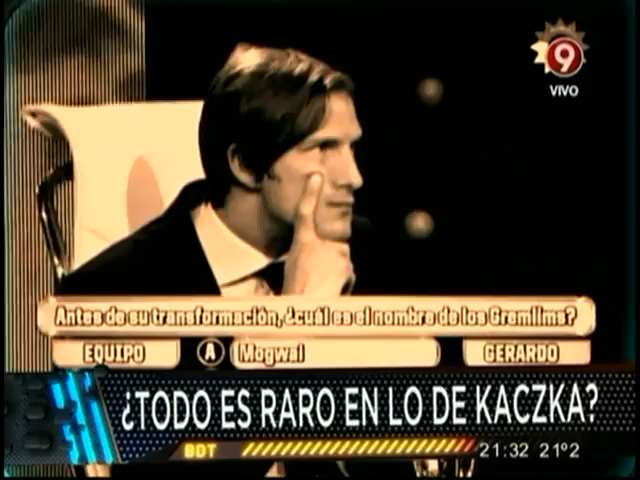 9
VIVO
Antes de su transformación, ¿cuál es el nombre de los Gremlims?
EQUIPO
A Mogwai
GERARDO
¿TODO ES RARO EN LO DE KACZKA?
BDT
21:32 21°2